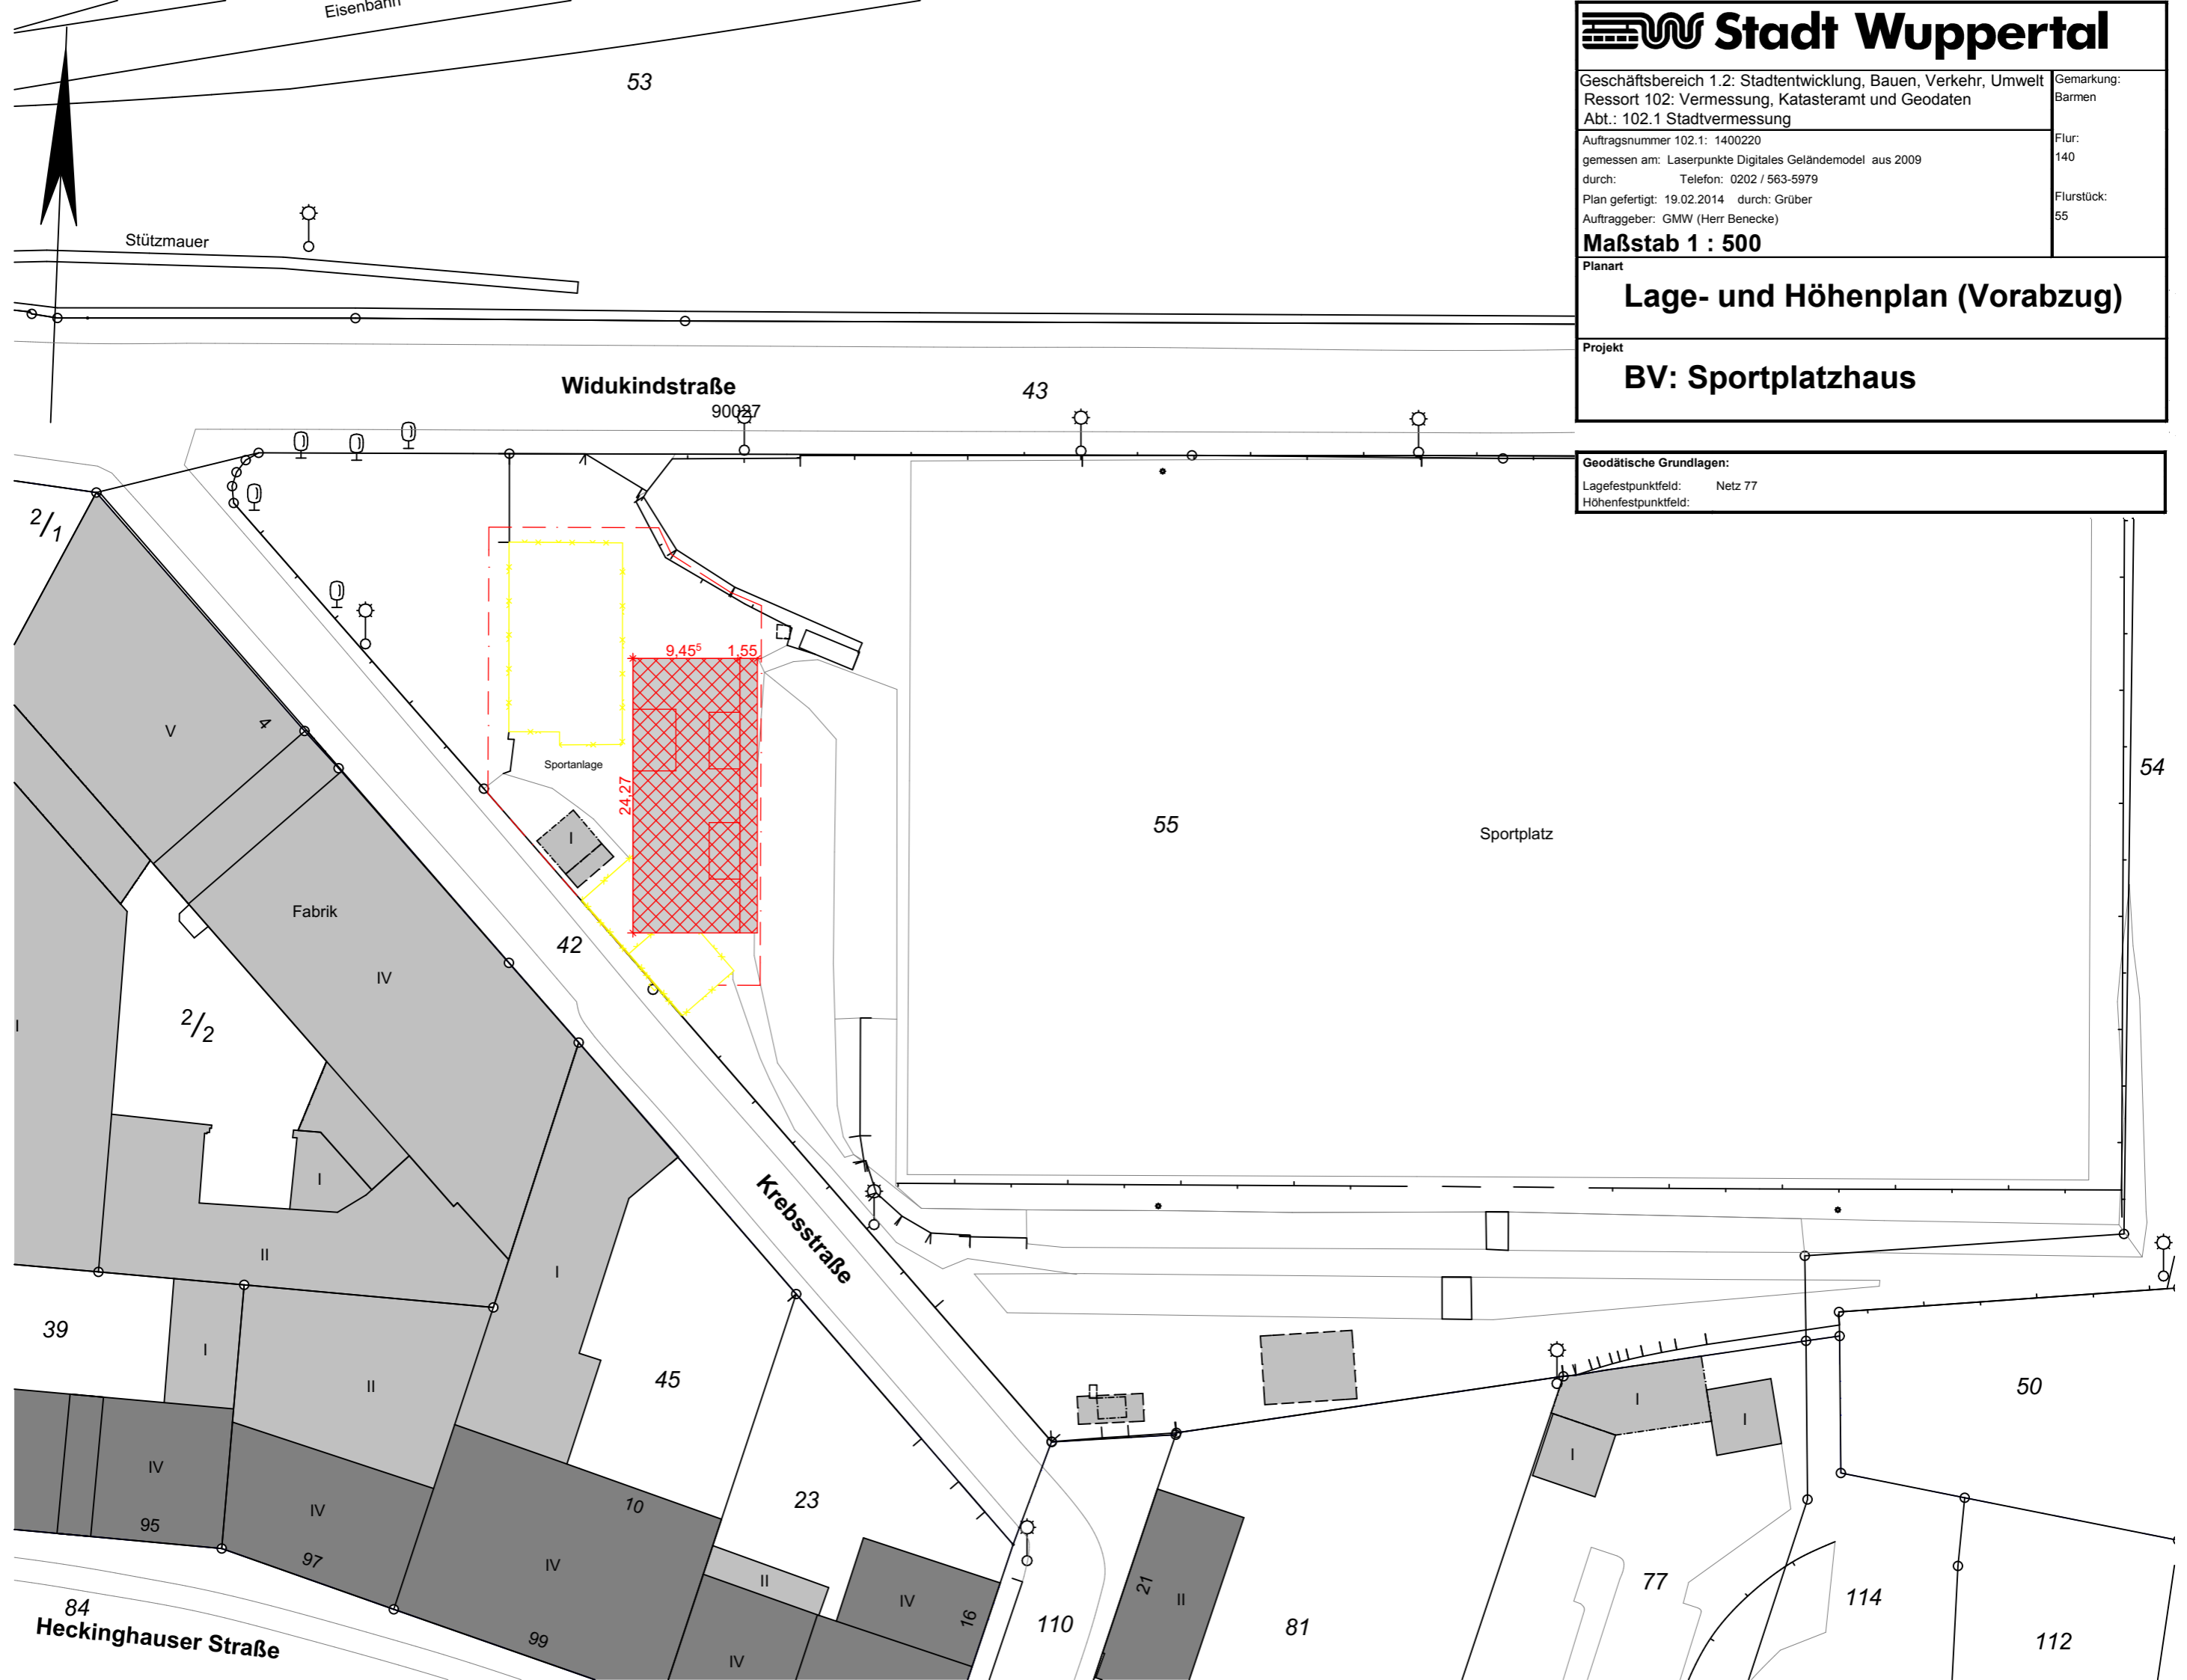 Eisenbahn
53
Stützmauer
Stadt Wuppertal
Geschäftsbereich 1.2: Stadtentwicklung, Bauen, Verkehr, Umwelt
Ressort 102: Vermessung, Katasteramt und Geodaten
Abt.: 102.1 Stadtvermessung
Gemarkung:
Barmen
Flur:
140
Flurstück:
55
Auftragsnummer 102.1: 1400220
gemessen am: Laserpunkte Digitales Geländemodel aus 2009
durch: Telefon: 0202 / 563-5979
Plan gefertigt: 19.02.2014 durch: Grüber
Auftraggeber: GMW (Herr Benecke)
Maßstab 1 : 500
Planart
Lage- und Höhenplan (Vorabzug)
Projekt
BV: Sportplatzhaus
Geodätische Grundlagen:
Lagefestpunktfeld: Netz 77
Höhenfestpunktfeld:
Widukindstraße
43
90027
2/1
9,45⁵ 1,55
V
4
Sportanlage
24,27
I
54
55
Sportplatz
Fabrik
42
IV
2/2
I
I
Krebsstraße
II
I
39
I
II
45
50
I
I
I
IV
IV
10
23
95
97
IV
II
IV
16
21
II
77
114
84
Heckinghauser Straße
99
IV
110
81
112